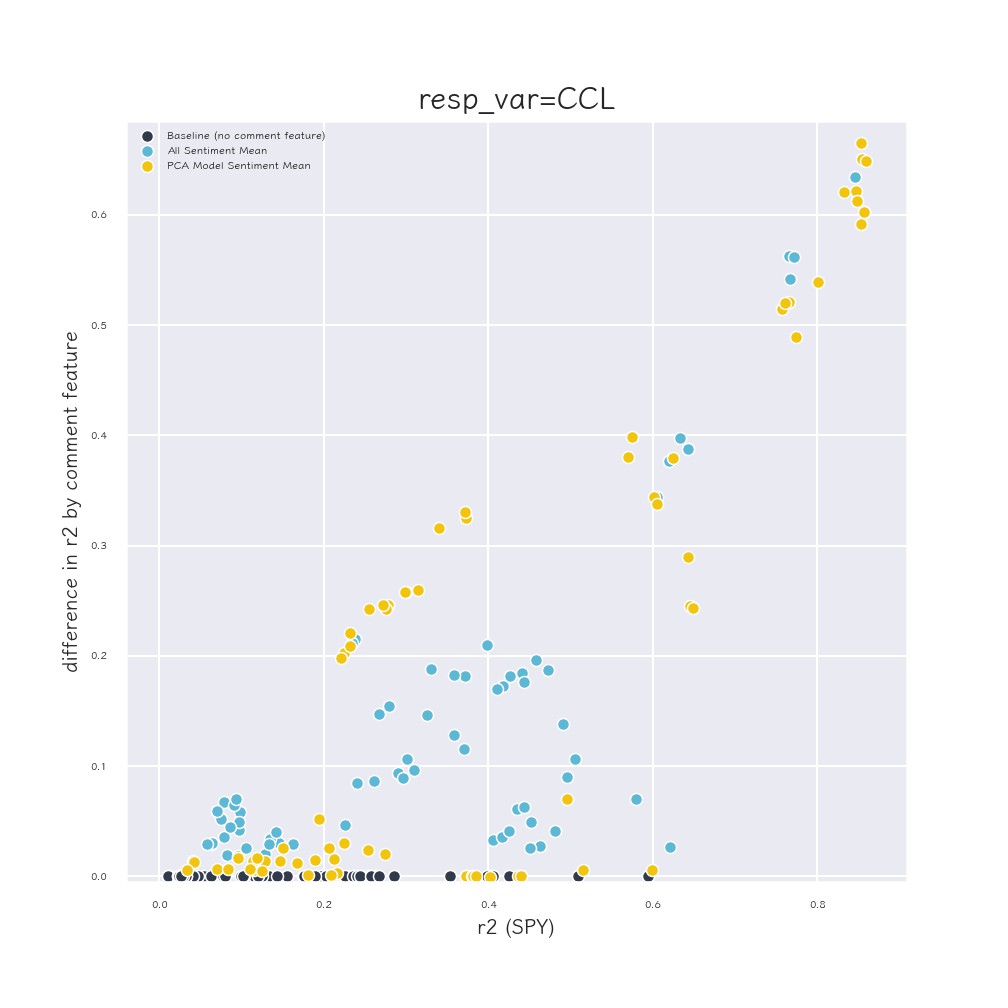 resp_var=CCL
Baseline (no comment feature)
All Sentiment Mean
PCA Model Sentiment Mean
0.6
0.5
0.4
0.3
0.2
0.1
0.0
difference in r2 by comment feature
0.0 0.2 0.4 0.6 0.8
r2 (SPY)